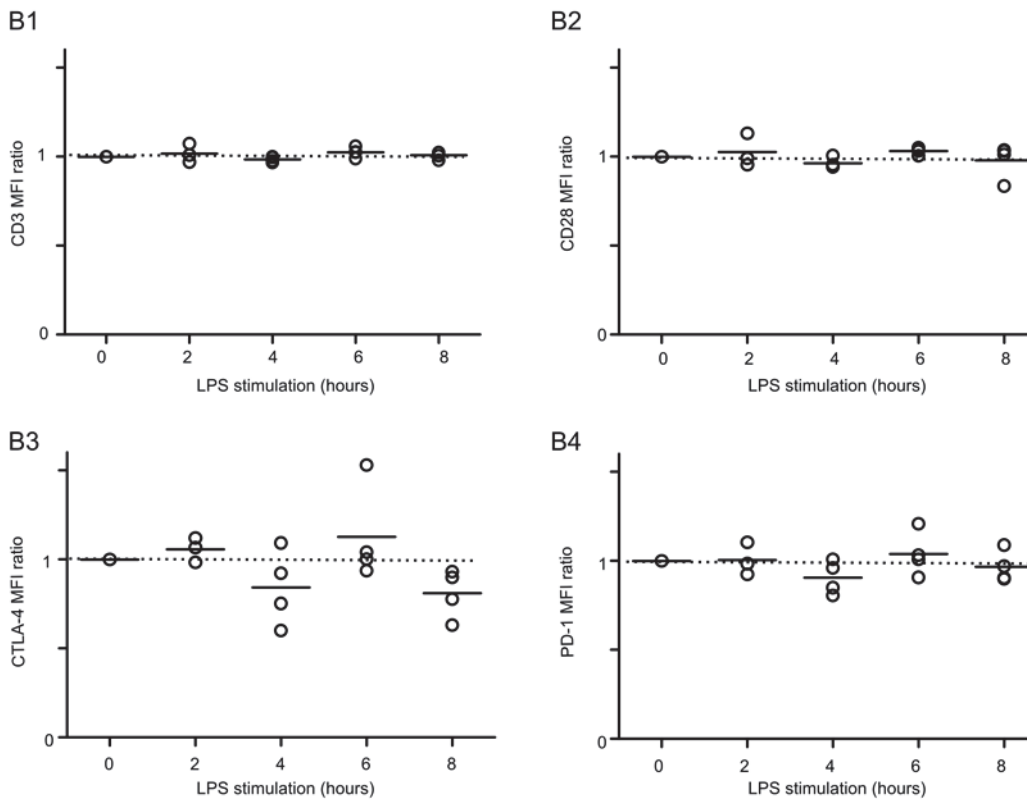 B1
CD3 MFI ratio
1
0
0 2 4 6 8
LPS stimulation (hours)
B2
CD28 MFI ratio
1
0
0 2 4 6 8
LPS stimulation (hours)
B3
CTLA-4 MFI ratio
1
0
0 2 4 6 8
LPS stimulation (hours)
B4
PD-1 MFI ratio
1
0
0 2 4 6 8
LPS stimulation (hours)